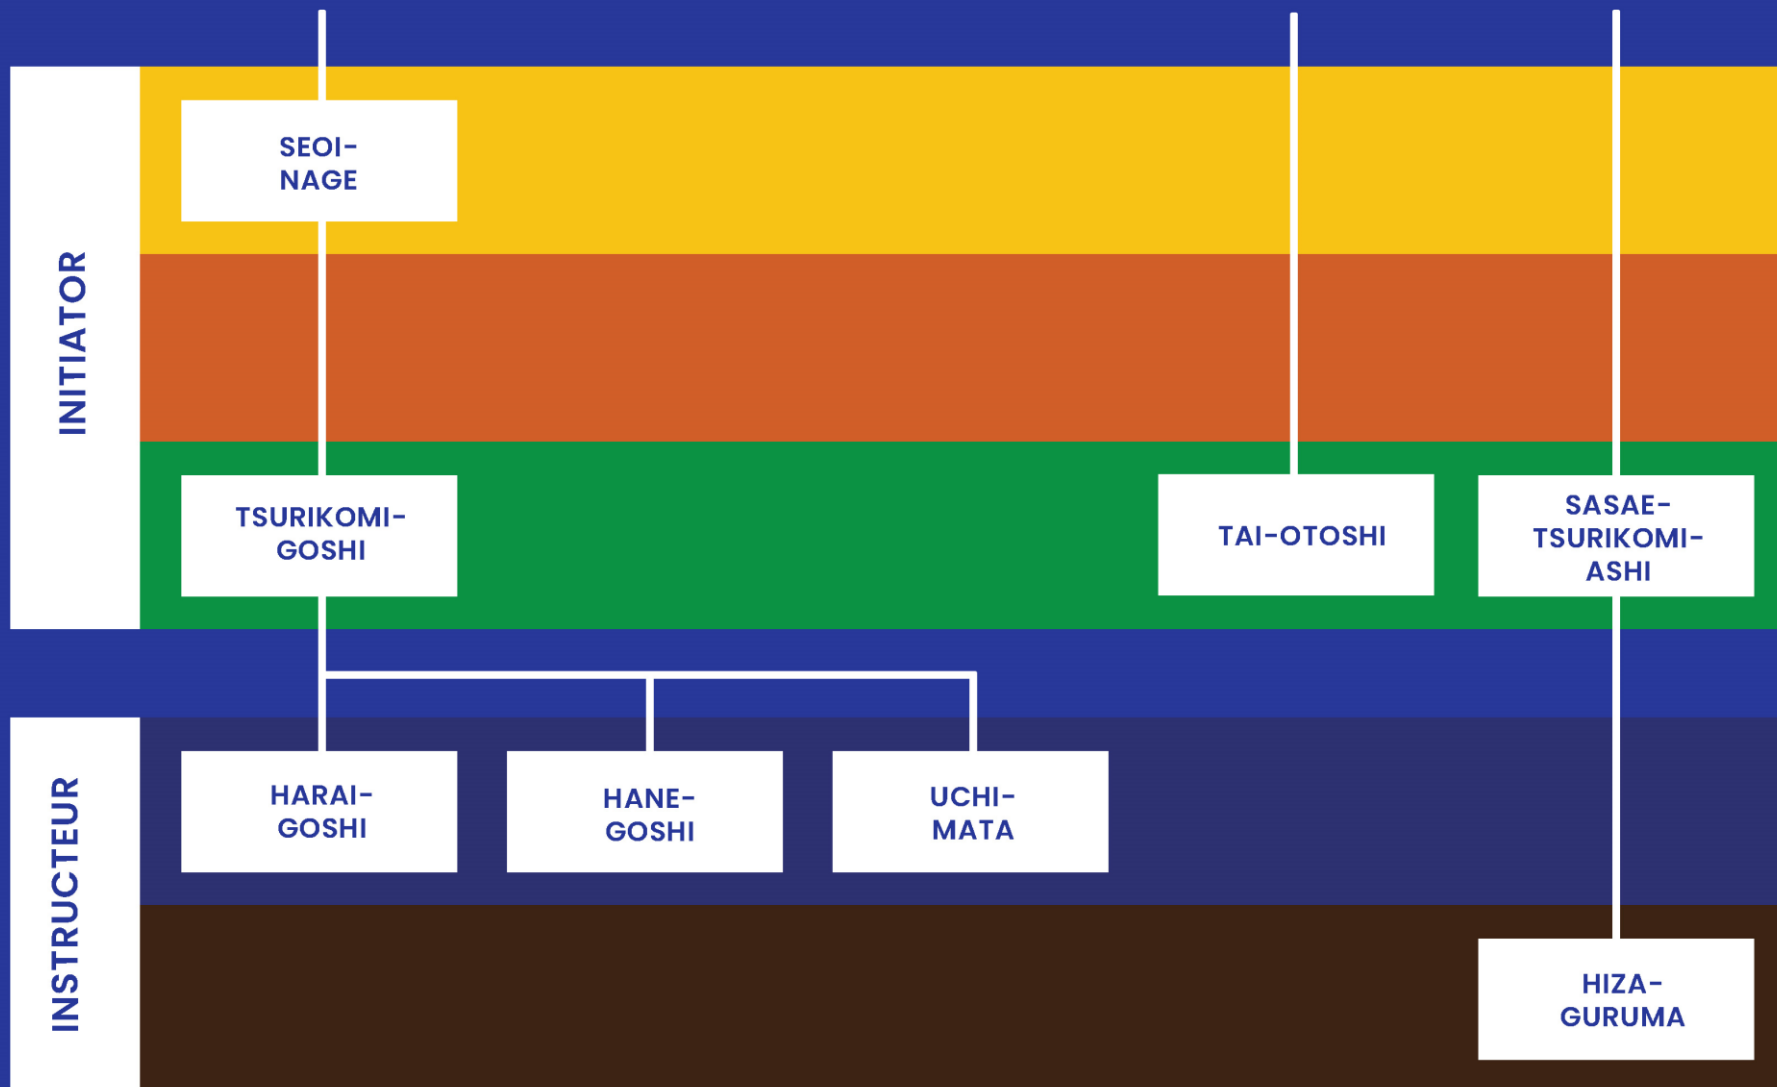 INITIATOR
SEOI-
NAGE
TSURIKOMI-
GOSHI
TAI-OTOSHI
SASAE-
TSURIKOMI-
ASHI
INSTRUCTEUR
HARAI-
GOSHI
HANE-
GOSHI
UCHI-
MATA
HIZA-
GURUMA